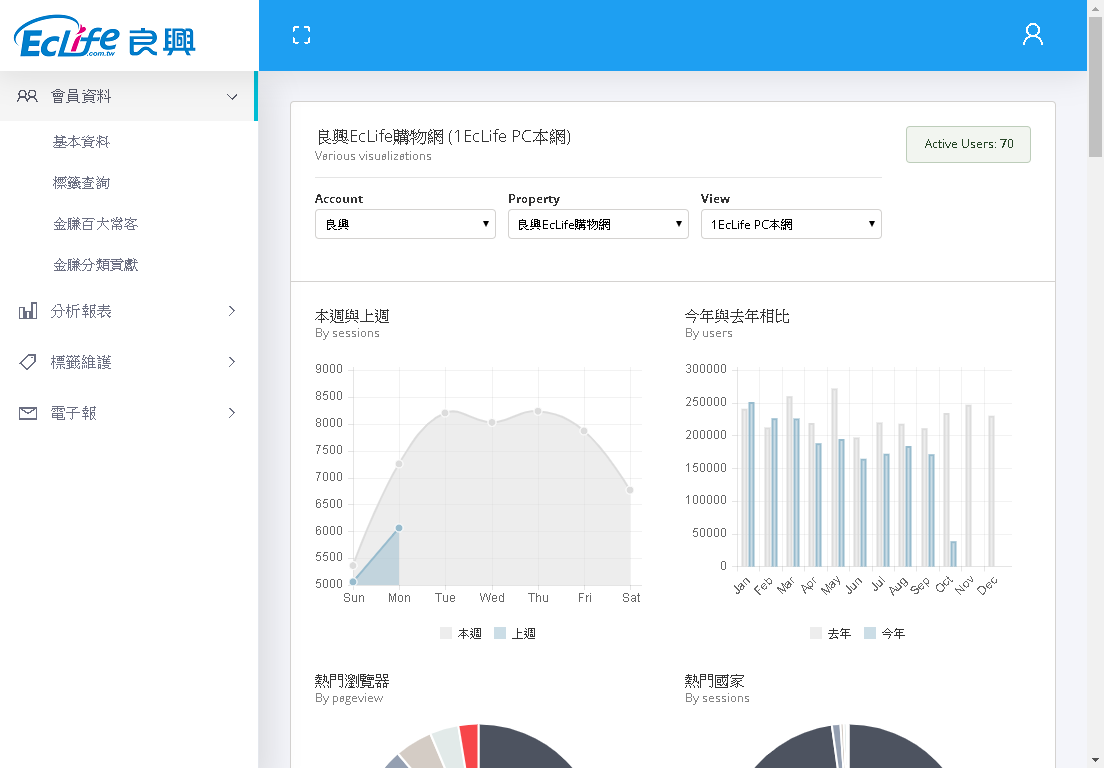 EcLife良興
.com.tw
會員資料
基本資料
標籤查詢
金賺百大常客
金賺分類貢獻
分析報表
標籤維護
電子報
良興EcLife購物網 (1EcLife PC本網)
Various visualizations
Active Users: 70
Account
Property
View
良興
良興EcLife購物網
1EcLife PC本網
本週與上週
By sessions
9000
8500
8000
7500
7000
6500
6000
5500
5000
Sun Mon Tue Wed Thu Fri Sat
本週 上週
今年與去年相比
By users
300000
250000
200000
150000
100000
50000
0
Jan Feb Mar Apr May Jun Jul Aug Sep Oct Nov Dec
去年 今年
熱門瀏覽器
By pageview
熱門國家
By sessions